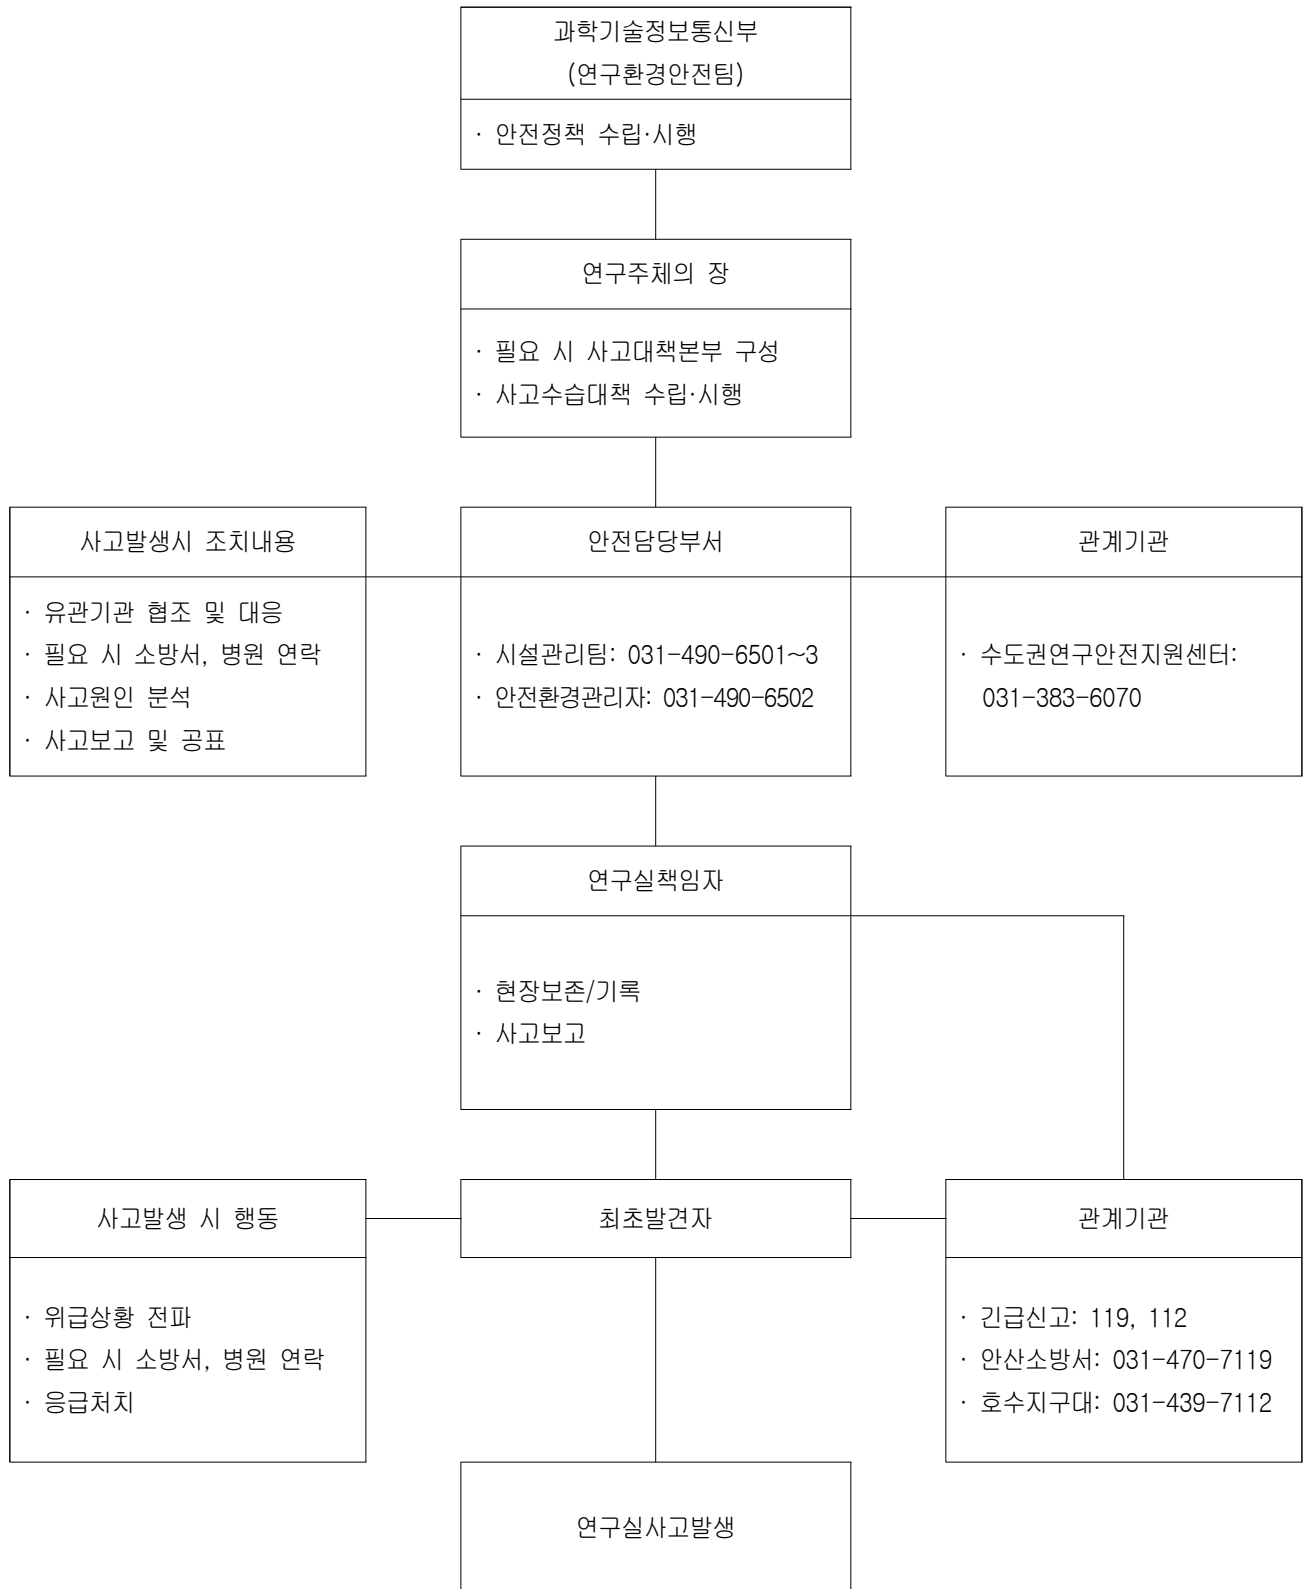 과학기술정보통신부
(연구환경안전팀)
· 안전정책 수립·시행
연구주체의 장
· 필요 시 사고대책본부 구성
· 사고수습대책 수립·시행
사고발생시 조치내용
· 유관기관 협조 및 대응
· 필요 시 소방서, 병원 연락
· 사고원인 분석
· 사고보고 및 공표
안전담당부서
· 시설관리팀: 031-490-6501~3
· 안전환경관리자: 031-490-6502
관계기관
· 수도권연구안전지원센터:
031-383-6070
연구실책임자
· 현장보존/기록
· 사고보고
사고발생 시 행동
· 위급상황 전파
· 필요 시 소방서, 병원 연락
· 응급처치
최초발견자
관계기관
· 긴급신고: 119, 112
· 안산소방서: 031-470-7119
· 호수지구대: 031-439-7112
연구실사고발생